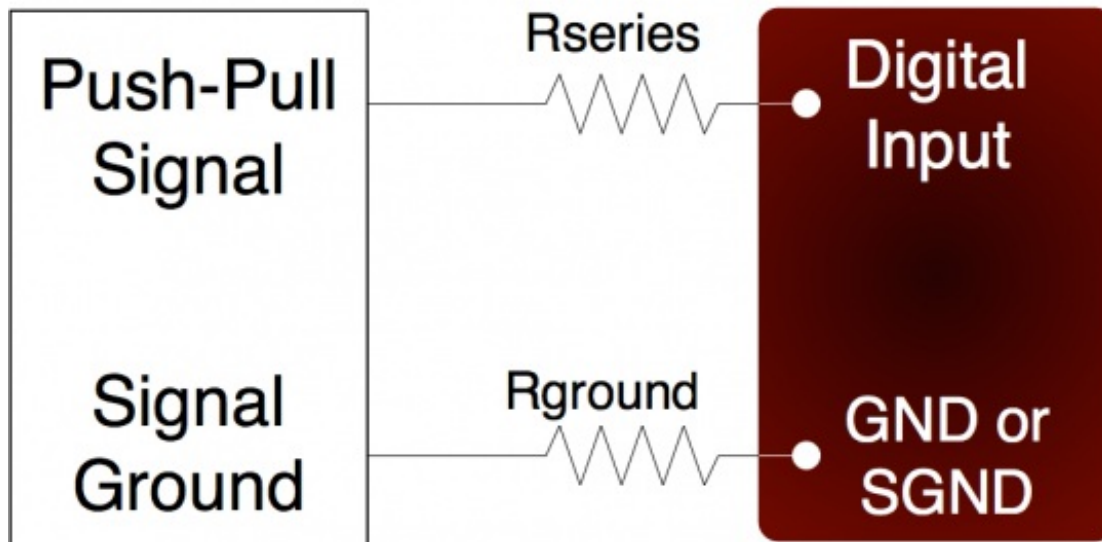 Rseries
Push-Pull
Signal
Digital
Input
Rground
Signal
Ground
GND or
SGND